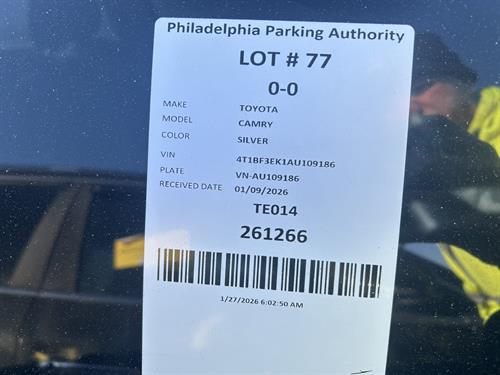 Philadelphia Parking Authority
LOT # 77
0-0
MAKE TOYOTA
MODEL CAMRY
COLOR SILVER
VIN 4T1BF3EK1AU109186
PLATE VN-AU109186
RECEIVED DATE 01/09/2026
TE014
261266
1/27/2026 6:02:50 AM